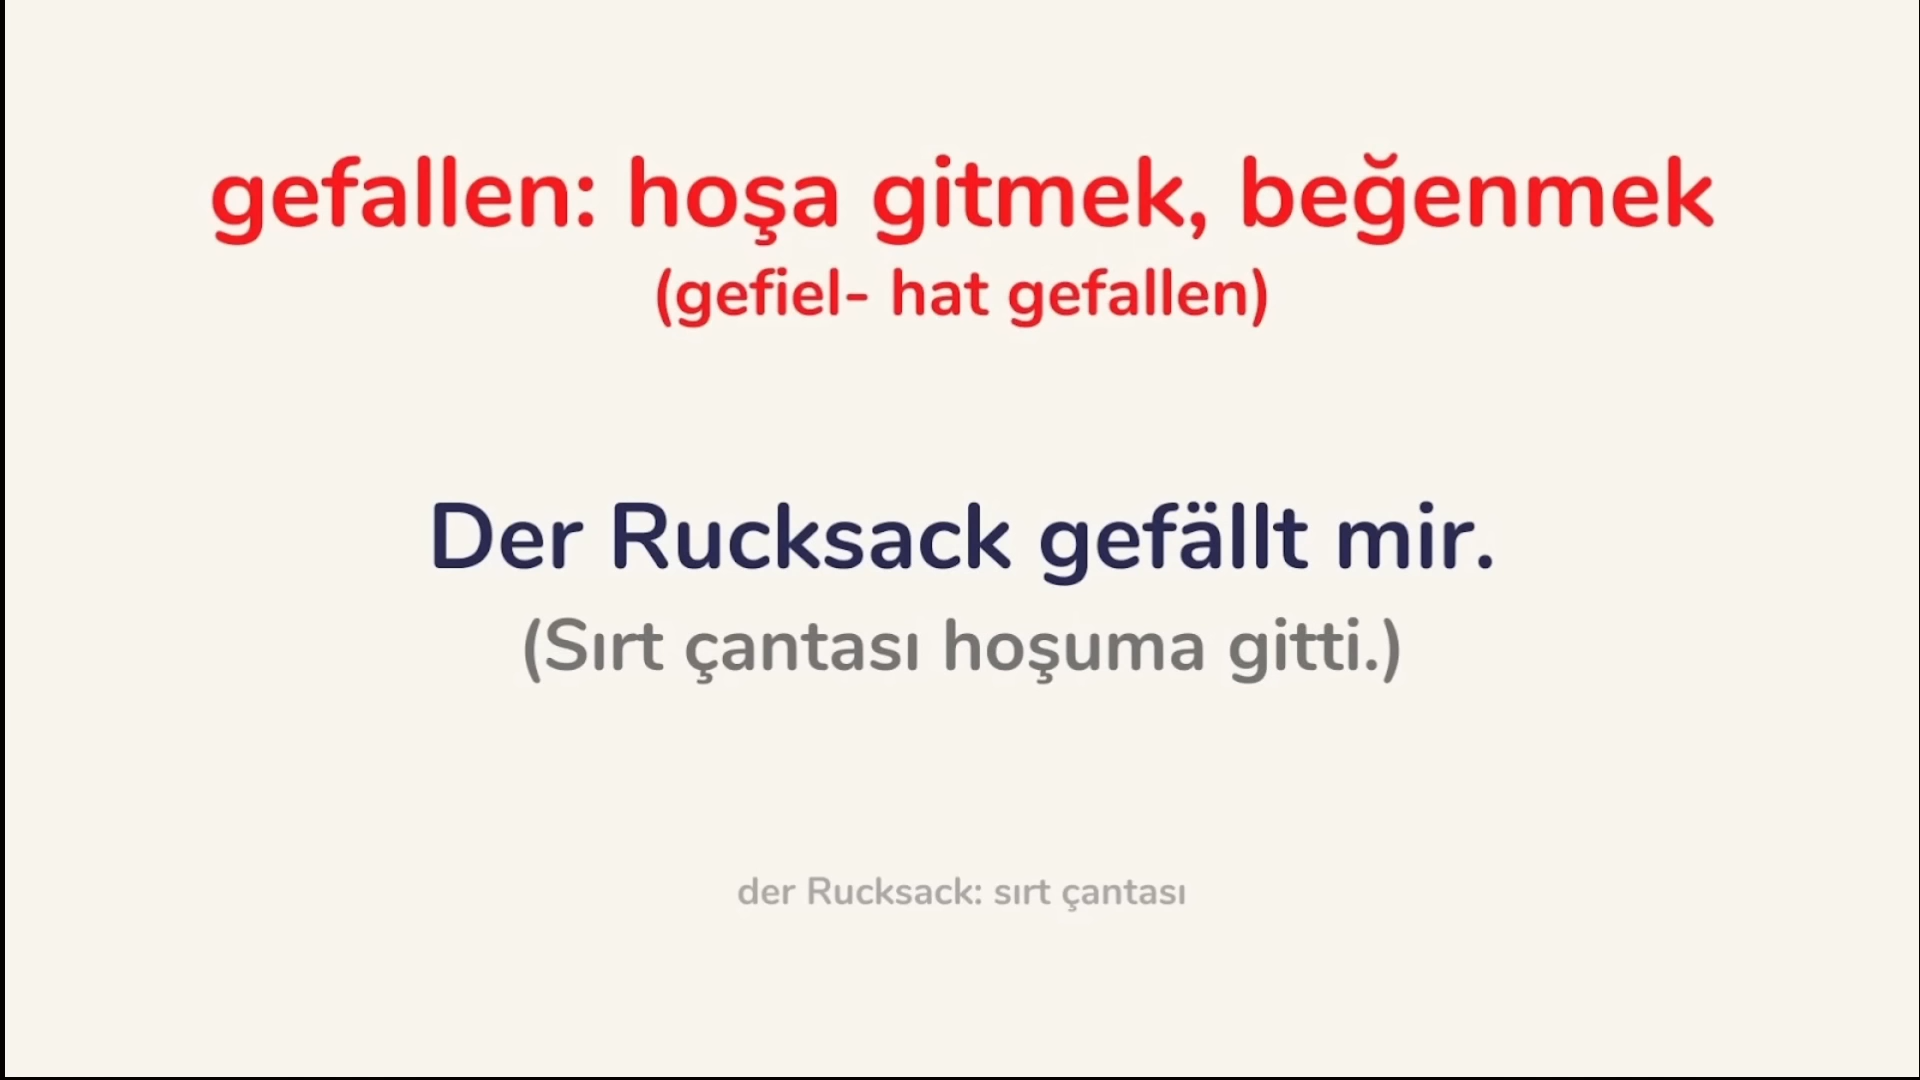 gefallen: hoşa gitmek, beğenmek
(gefiel- hat gefallen)
Der Rucksack gefällt mir.
(Sırt çantası hoşuma gitti.)
der Rucksack: sırt çantası